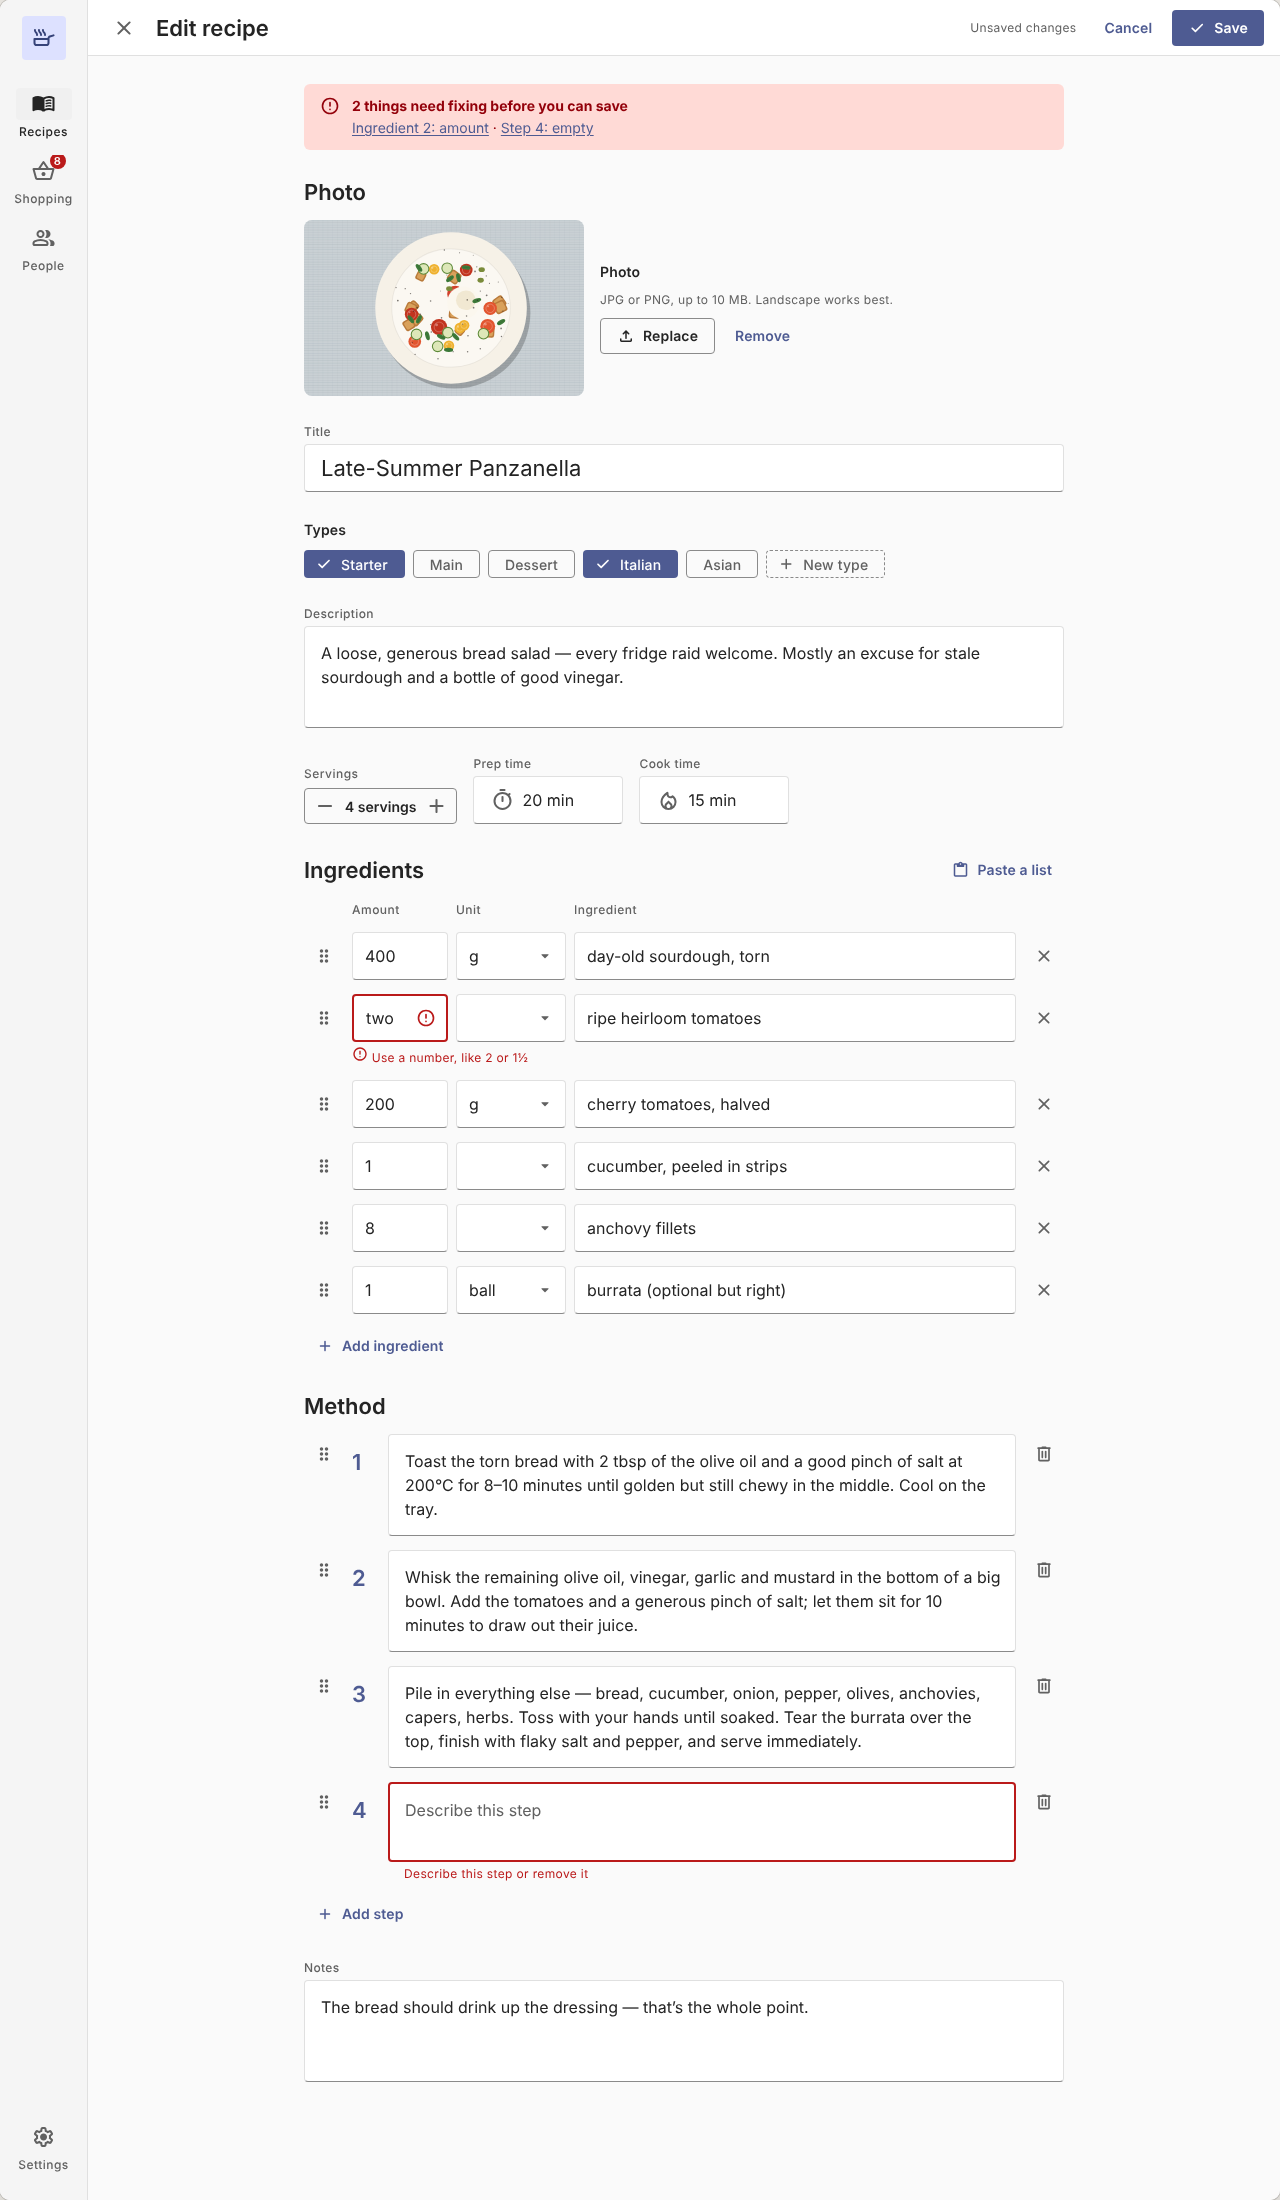 Edit recipe
Unsaved changes
Cancel
Save
Recipes
8
Shopping
People
Settings
2 things need fixing before you can save
Ingredient 2: amount · Step 4: empty
Photo
Photo
JPG or PNG, up to 10 MB. Landscape works best.
Replace
Remove
Title
Late-Summer Panzanella
Types
Starter
Main
Dessert
Italian
Asian
New type
Description
A loose, generous bread salad — every fridge raid welcome. Mostly an excuse for stale
sourdough and a bottle of good vinegar.
Servings
4 servings
Prep time
20 min
Cook time
15 min
Ingredients
Paste a list
Amount Unit Ingredient
400 g day-old sourdough, torn
two ripe heirloom tomatoes
Use a number, like 2 or 1½
200 g cherry tomatoes, halved
1 cucumber, peeled in strips
8 anchovy fillets
1 ball burrata (optional but right)
Add ingredient
Method
1
Toast the torn bread with 2 tbsp of the olive oil and a good pinch of salt at
200°C for 8–10 minutes until golden but still chewy in the middle. Cool on the
tray.
2
Whisk the remaining olive oil, vinegar, garlic and mustard in the bottom of a big
bowl. Add the tomatoes and a generous pinch of salt; let them sit for 10
minutes to draw out their juice.
3
Pile in everything else — bread, cucumber, onion, pepper, olives, anchovies,
capers, herbs. Toss with your hands until soaked. Tear the burrata over the
top, finish with flaky salt and pepper, and serve immediately.
4
Describe this step
Describe this step or remove it
Add step
Notes
The bread should drink up the dressing — that’s the whole point.